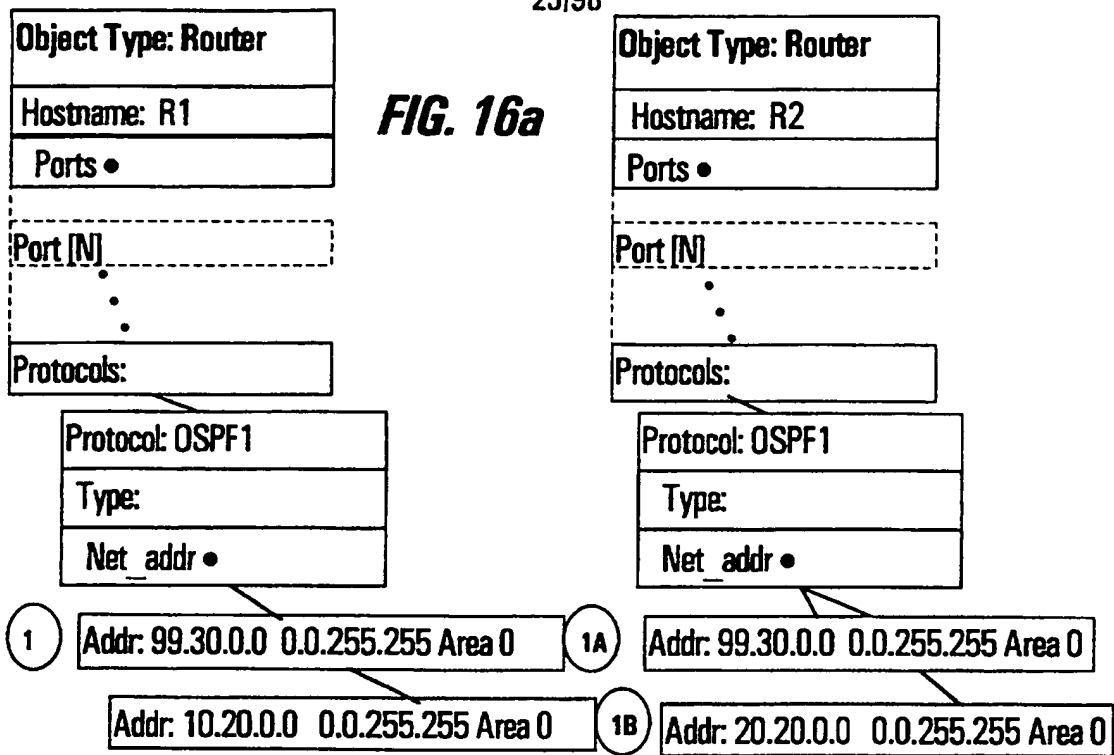 25/98
Object Type: Router
Hostname: R1
Ports
Port [N]
Protocols:
Protocol: OSPF1
Type:
Net_addr
1
Addr: 99.30.0.0 0.0.255.255 Area 0
Addr: 10.20.0.0 0.0.255.255 Area 0
FIG. 16a
Object Type: Router
Hostname: R2
Ports
Port [N]
Protocols:
Protocol: OSPF1
Type:
Net_addr
1A
Addr: 99.30.0.0 0.0.255.255 Area 0
1B
Addr: 20.20.0.0 0.0.255.255 Area 0